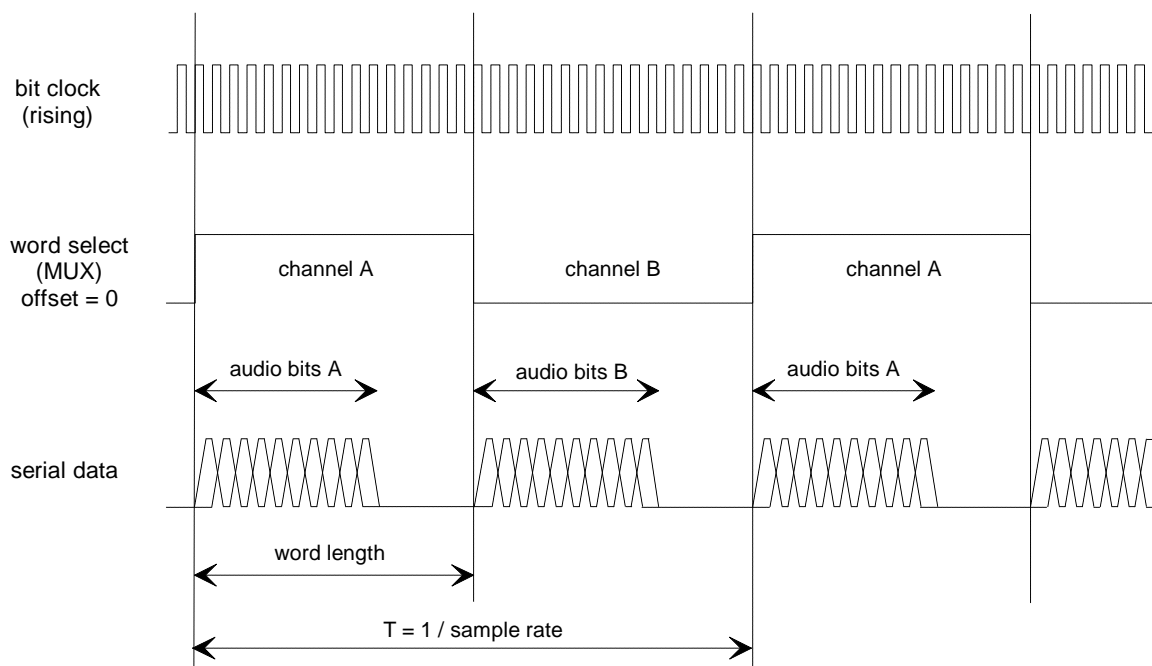 bit clock
(rising)
word select
(MUX)
offset = 0
channel A
channel B
channel A
audio bits A
audio bits B
audio bits A
serial data
word length
T = 1 / sample rate